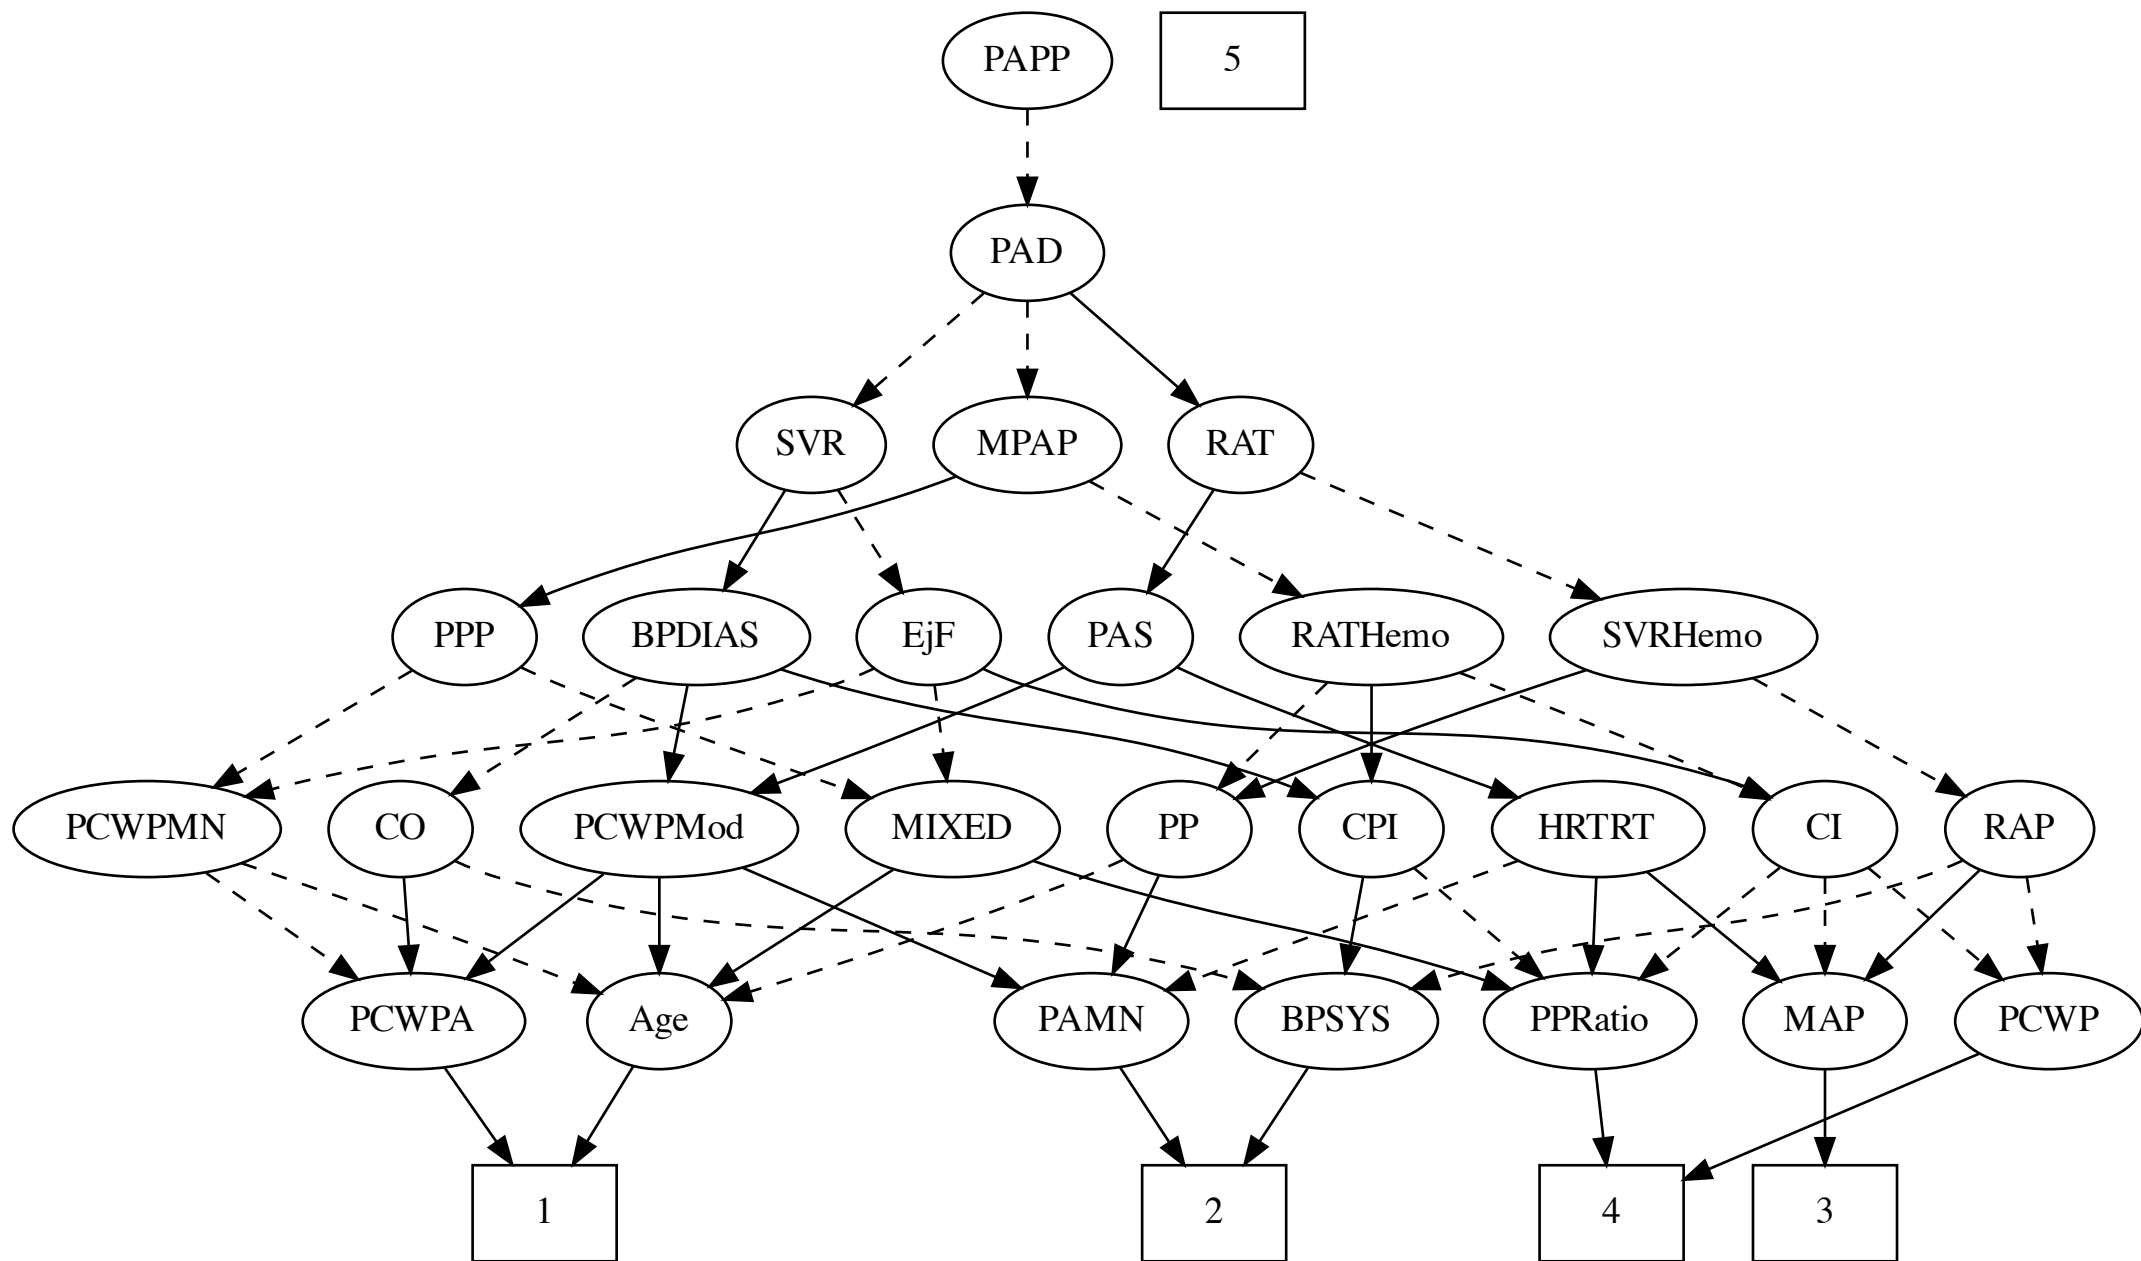 PAPP
5
PAD
SVR
MPAP
RAT
PPP
BPDIAS
EjF
PAS
RATHemo
SVRHemo
PCWPMN
CO
PCWPMod
MIXED
PP
CPI
HRTRT
CI
RAP
PCWPA
Age
PAMN
BPSYS
PPRatio
MAP
PCWP
1
2
4
3